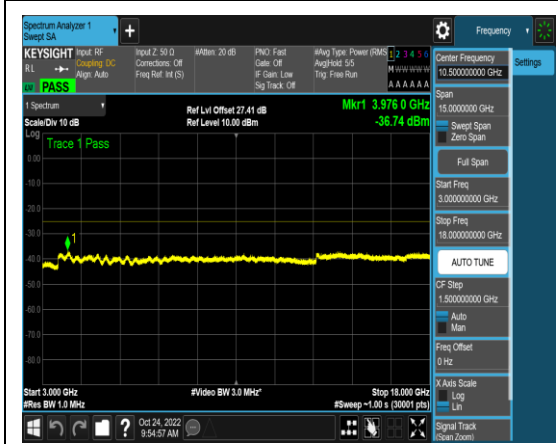 Spectrum Analyzer 1
Swept SA
+
Frequency
KEYSIGHT
Input: RF
Input Z: 50 Ω
#Atten: 20 dB
PNO: Fast
#Avg Type: Power (RMS
1 2 3 4 5 6
RL
Coupling: DC
Corrections: Off
Gate: Off
Avg|Hold: 5/5
M W W W W W
Align: Auto
Freq Ref: Int (S)
IF Gain: Low
Trig: Free Run
Sig Track: Off
A A A A A A
PASS
1 Spectrum
Ref Lvl Offset 27.41 dB
Mkr1 3.976 0 GHz
Scale/Div 10 dB
Ref Level 10.00 dBm
-36.74 dBm
Log
Trace 1 Pass
0.00
-10.0
-20.0
-30.0
-40.0
-50.0
-60.0
-70.0
-80.0
1
Start 3.000 GHz
#Video BW 3.0 MHz*
Stop 18.000 GHz
#Res BW 1.0 MHz
#Sweep ~1.00 s (30001 pts)
?
Oct 24, 2022
9:54:57 AM
Center Frequency
10.500000000 GHz
Settings
Span
15.0000000 GHz
Swept Span
Zero Span
Full Span
Start Freq
3.000000000 GHz
Stop Freq
18.000000000 GHz
AUTO TUNE
CF Step
1.500000000 GHz
Auto
Man
Freq Offset
0 Hz
X Axis Scale
Log
Lin
Signal Track
(Span Zoom)